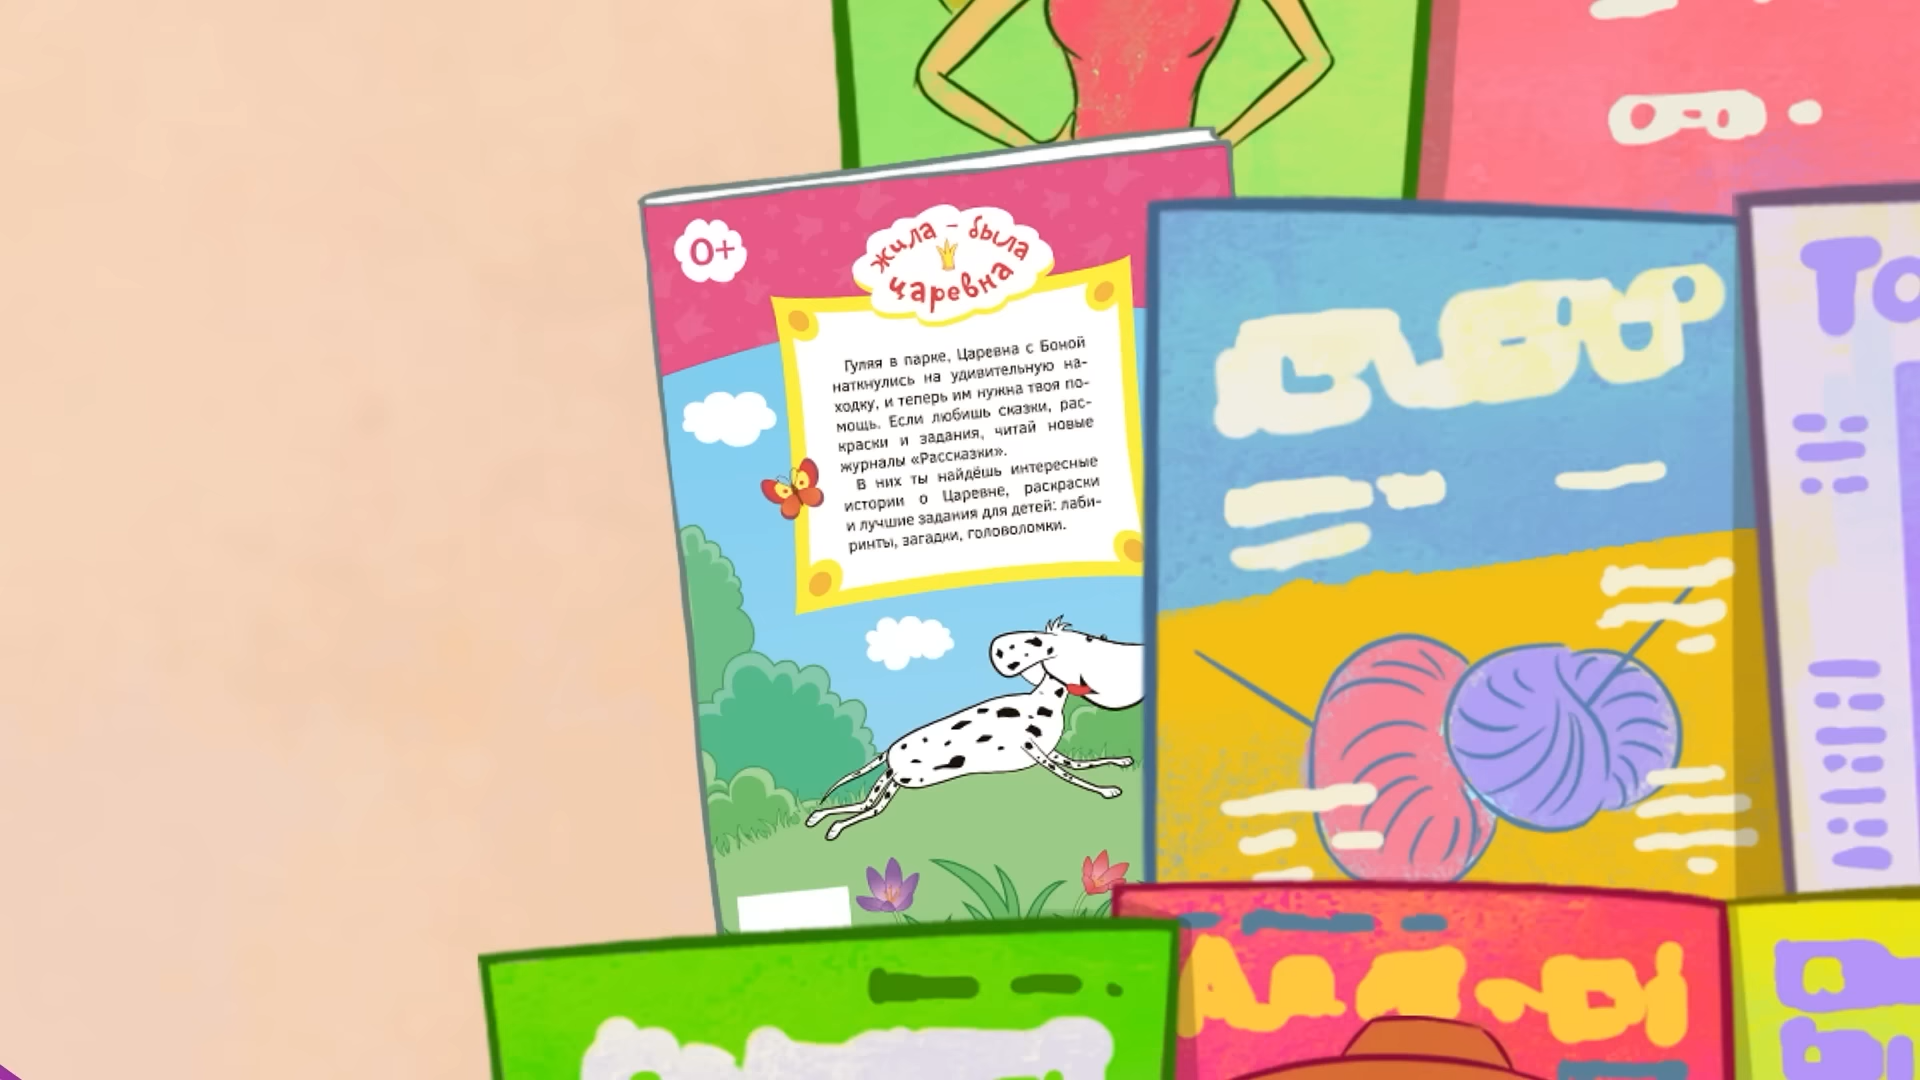 0+
жила - была
царевна
Гуляя в парке, Царевна с Боной
наткнулись на удивительную на-
ходку, и теперь им нужна твоя по-
мощь. Если любишь сказки, рас-
краски и задания, читай новые
журналы «Рассказки».
В них ты найдёшь интересные
истории о Царевне, раскраски
и лучшие задания для детей: лаби-
ринты, загадки, головоломки.